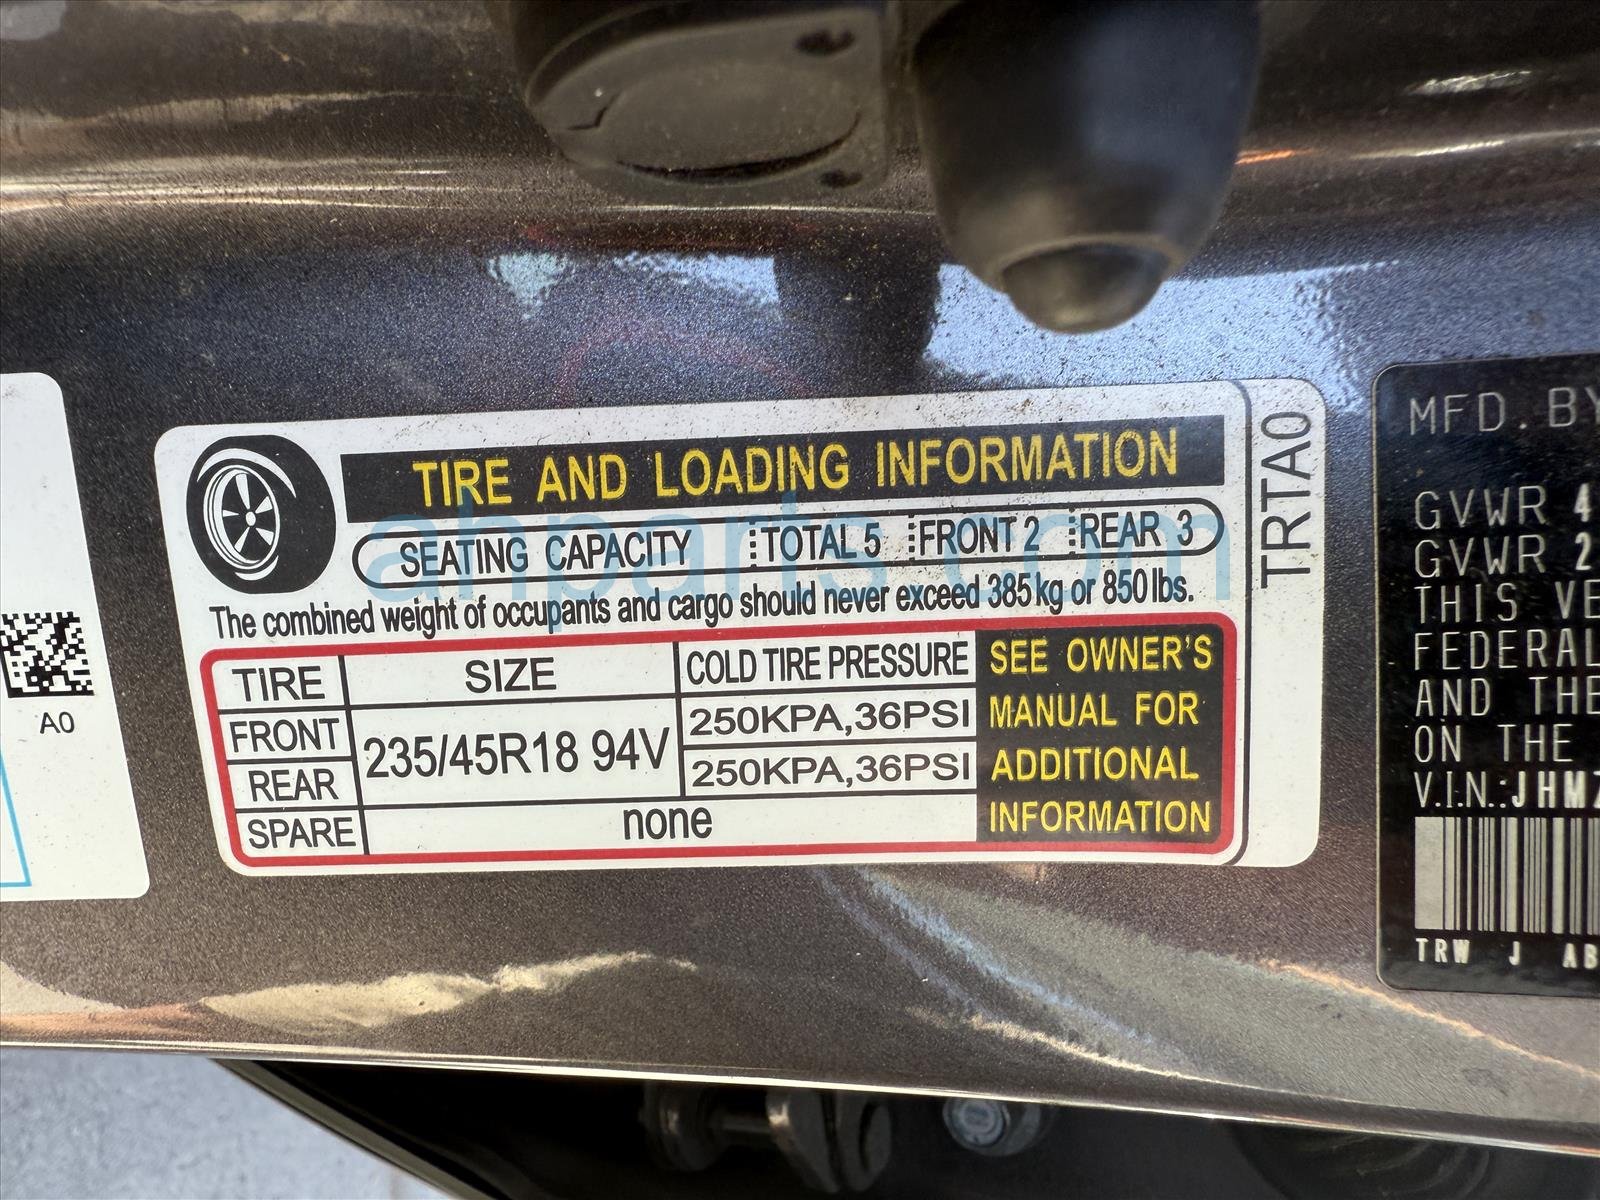 TIRE AND LOADING INFORMATION
SEATING CAPACITY TOTAL 5 FRONT 2 REAR 3
The combined weight of occupants and cargo should never exceed 385 kg or 850 lbs.
TIRE SIZE COLD TIRE PRESSURE
FRONT 235/45R18 94V 250KPA,36PSI
REAR 250KPA,36PSI
SPARE none
SEE OWNER'S
MANUAL FOR
ADDITIONAL
INFORMATION
TRTA0
A0
MFD. BY
GVWR 4
GVWR 2
THIS VE
FEDERAL
AND THE
ON THE
V.I.N.:JHMZ
TRW J AB
ahparts.com